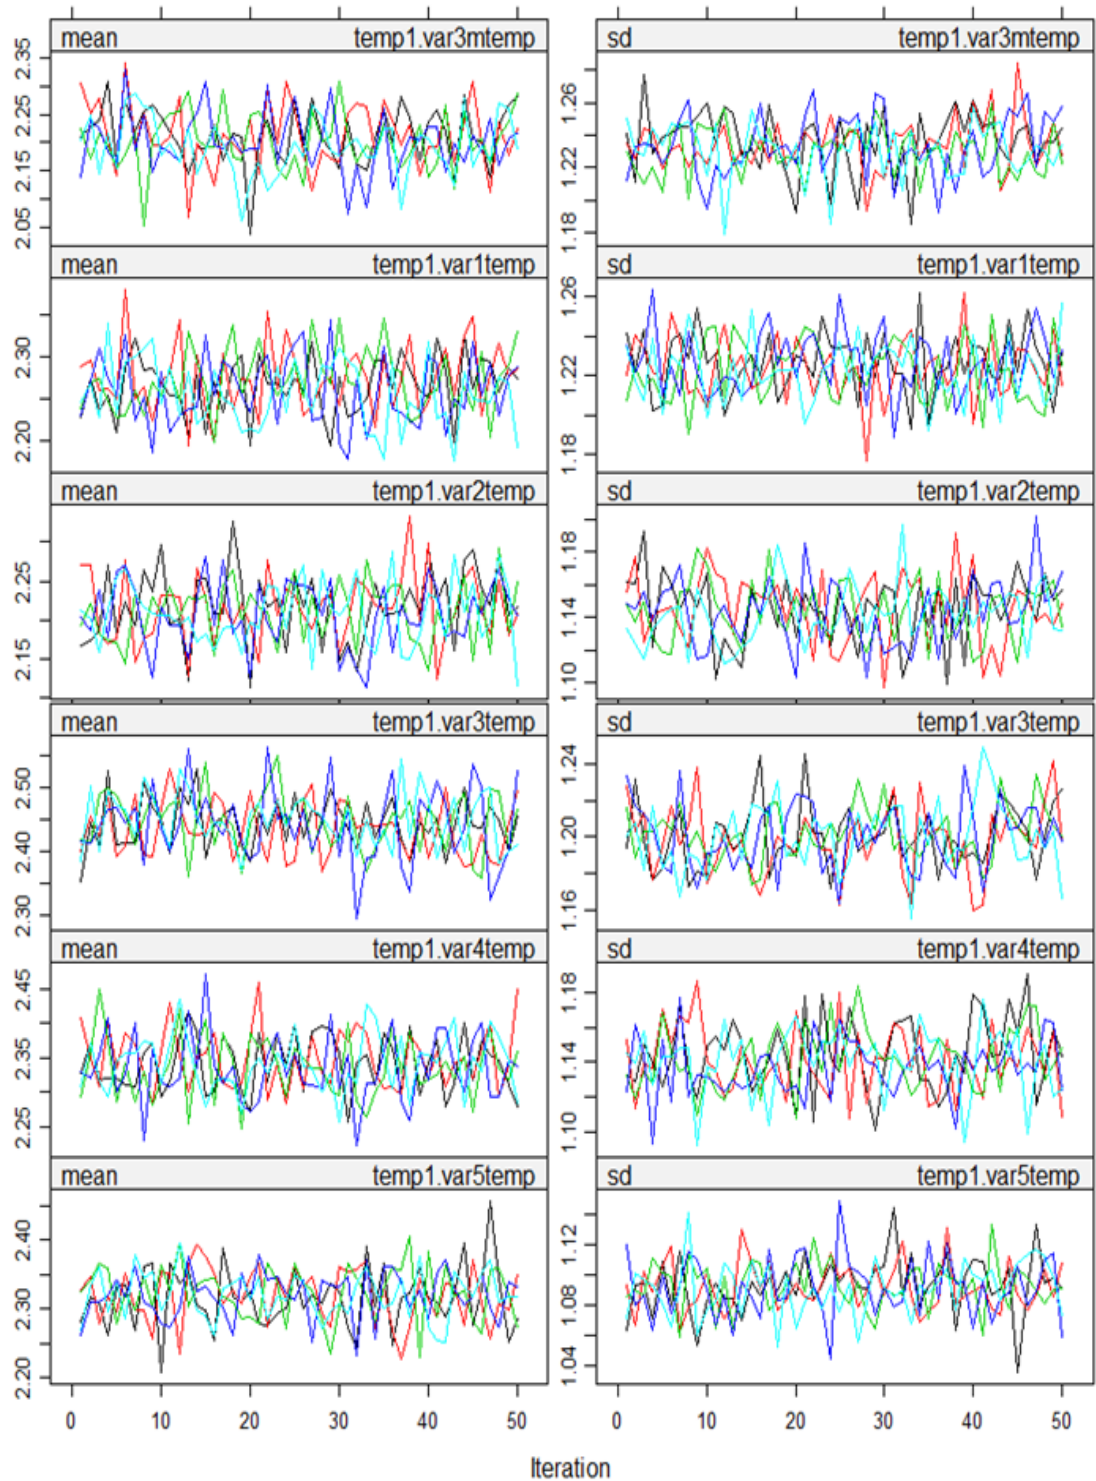 mean temp1.var3mtemp sd temp1.var3mtemp
2.35 2.25 2.15 2.05
1.26 1.22 1.18
mean temp1.var1temp sd temp1.var1temp
2.30 2.20
1.26 1.22 1.18
mean temp1.var2temp sd temp1.var2temp
2.25 2.15
1.18 1.14 1.10
mean temp1.var3temp sd temp1.var3temp
2.50 2.40 2.30
1.24 1.20 1.16
mean temp1.var4temp sd temp1.var4temp
2.45 2.35 2.25
1.18 1.14 1.10
mean temp1.var5temp sd temp1.var5temp
2.40 2.30 2.20
1.12 1.08 1.04
0 10 20 30 40 50 0 10 20 30 40 50
Iteration